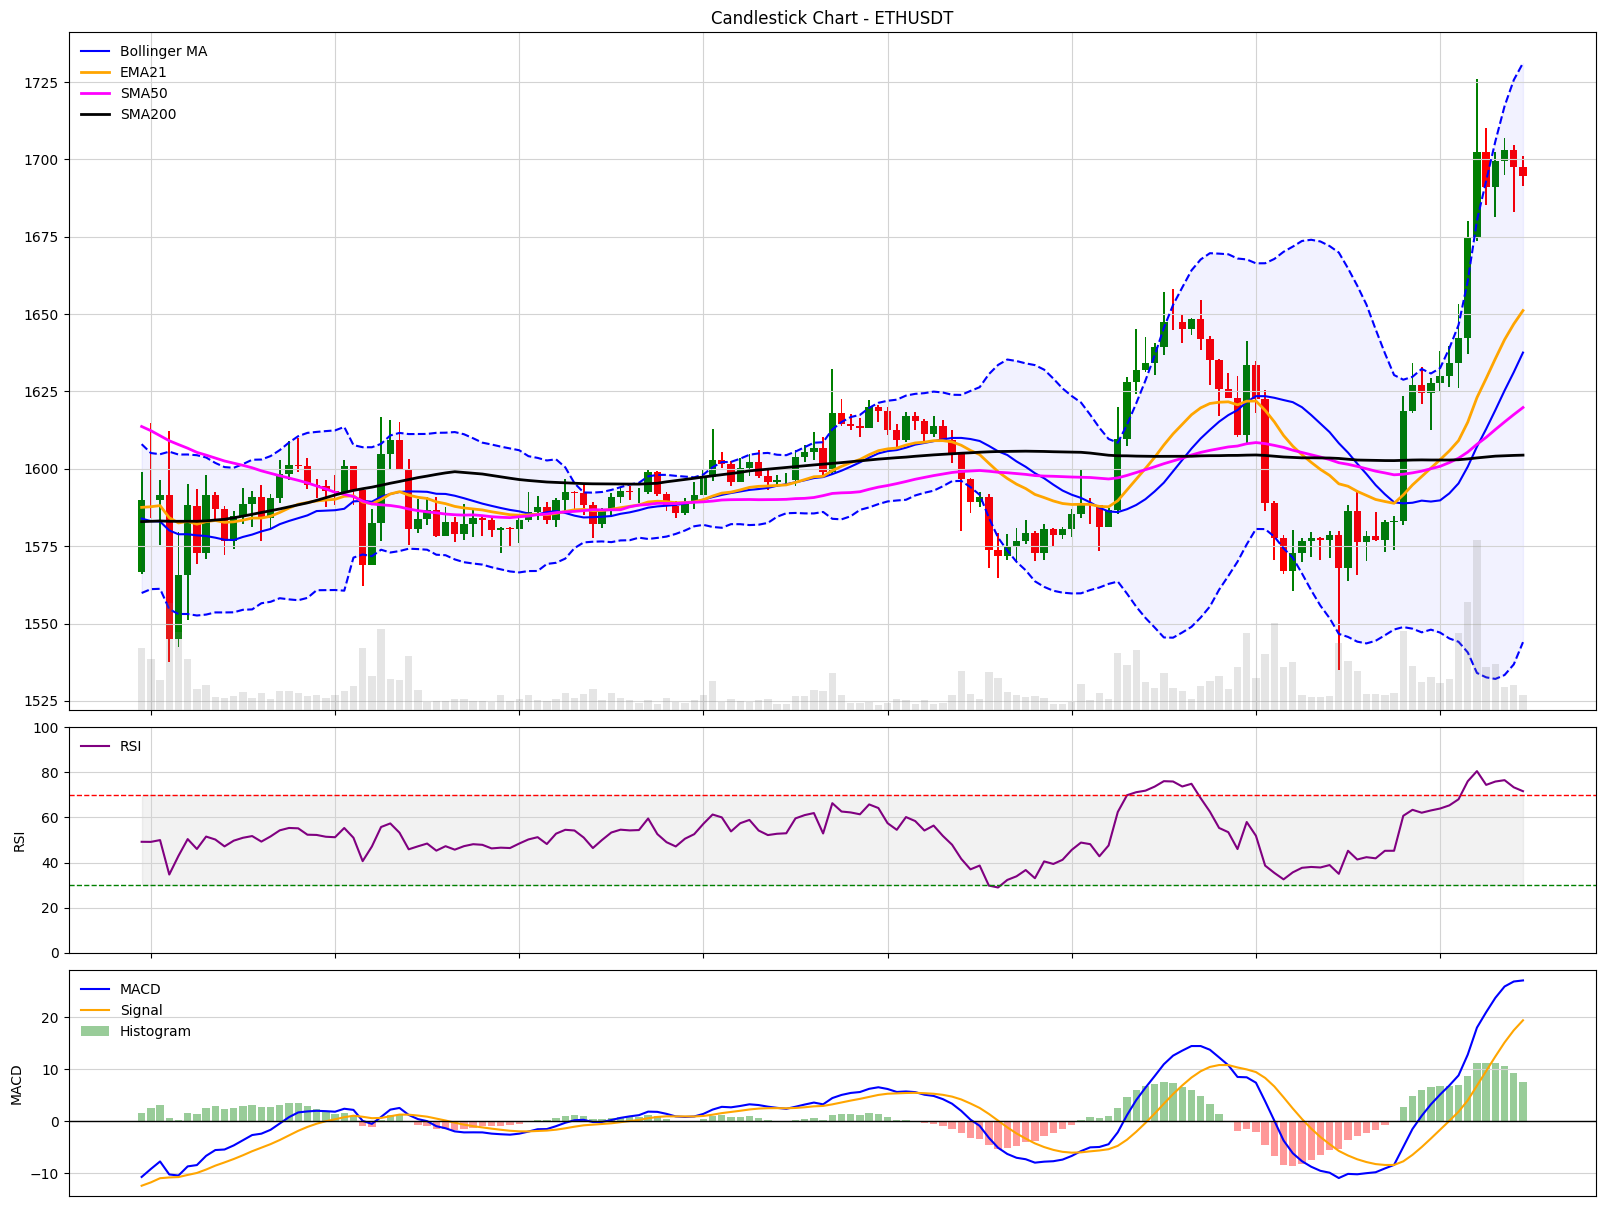 Candlestick Chart - ETHUSDT
Bollinger MA
EMA21
SMA50
SMA200
1725
1700
1675
1650
1625
1600
1575
1550
1525
RSI
100
80
60
40
20
0
RSI
MACD
Signal
Histogram
20
10
0
−10
MACD